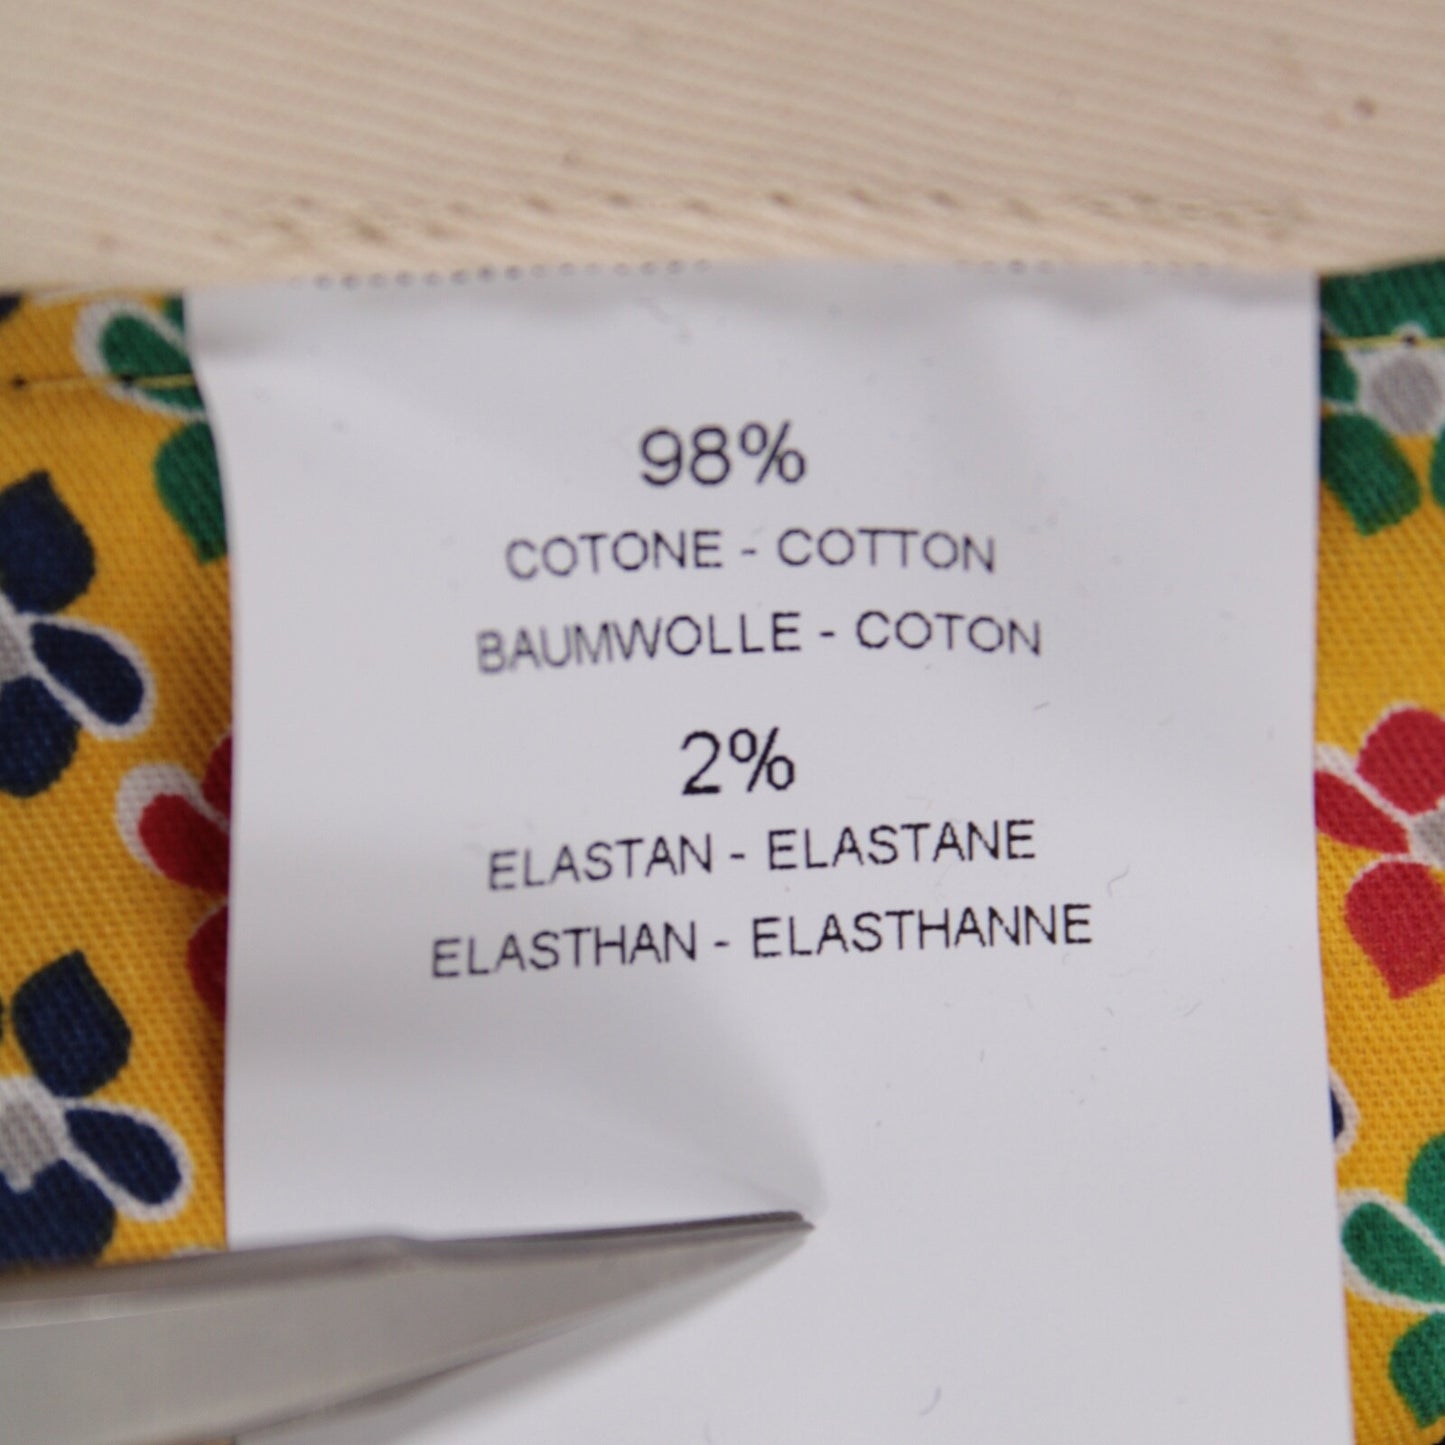 98%
COTONE - COTTON
BAUMWOLLE - COTON
2%
ELASTAN - ELASTANE
ELASTHAN - ELASTHANNE